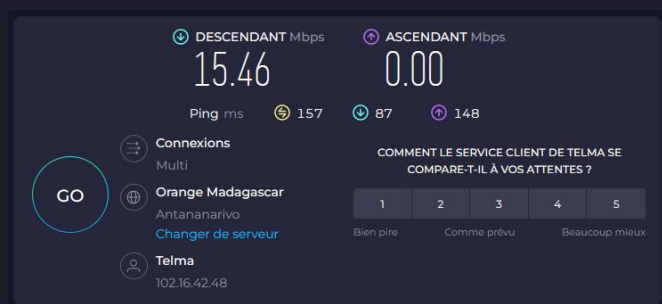 DESCENDANT Mbps
ASCENDANT Mbps
15.46
0.00
Ping ms 157 87 148
Connexions
Multi
GO
Orange Madagascar
Antananarivo
Changer de serveur
Telma
102.16.42.48
COMMENT LE SERVICE CLIENT DE TELMA SE
COMPARE-T-IL À VOS ATTENTES ?
1 2 3 4 5
Bien pire Comme prévu Beaucoup mieux